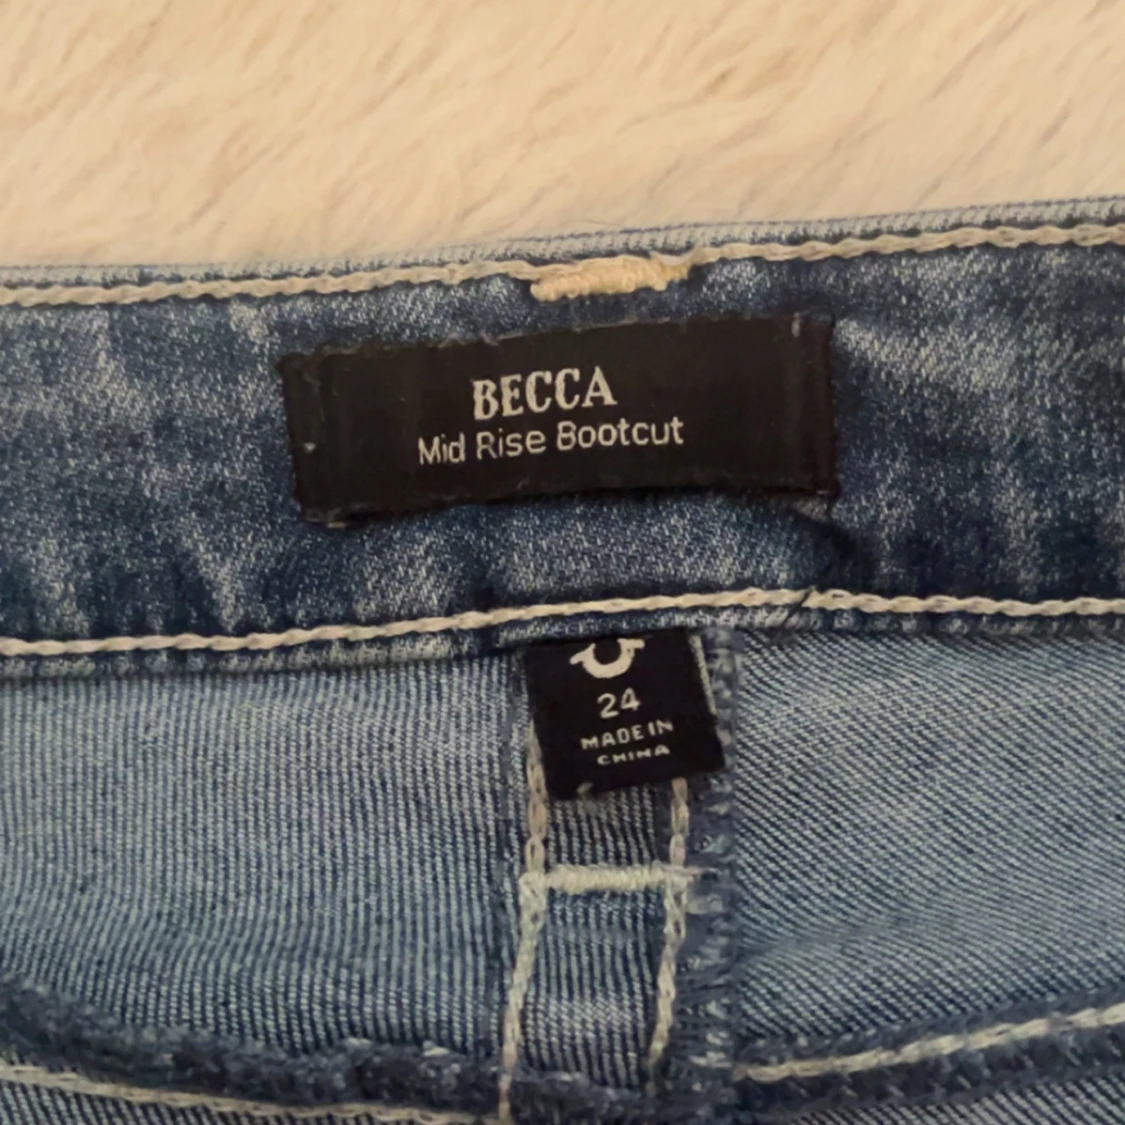 BECCA
Mid Rise Bootcut
24
MADE IN
CHINA